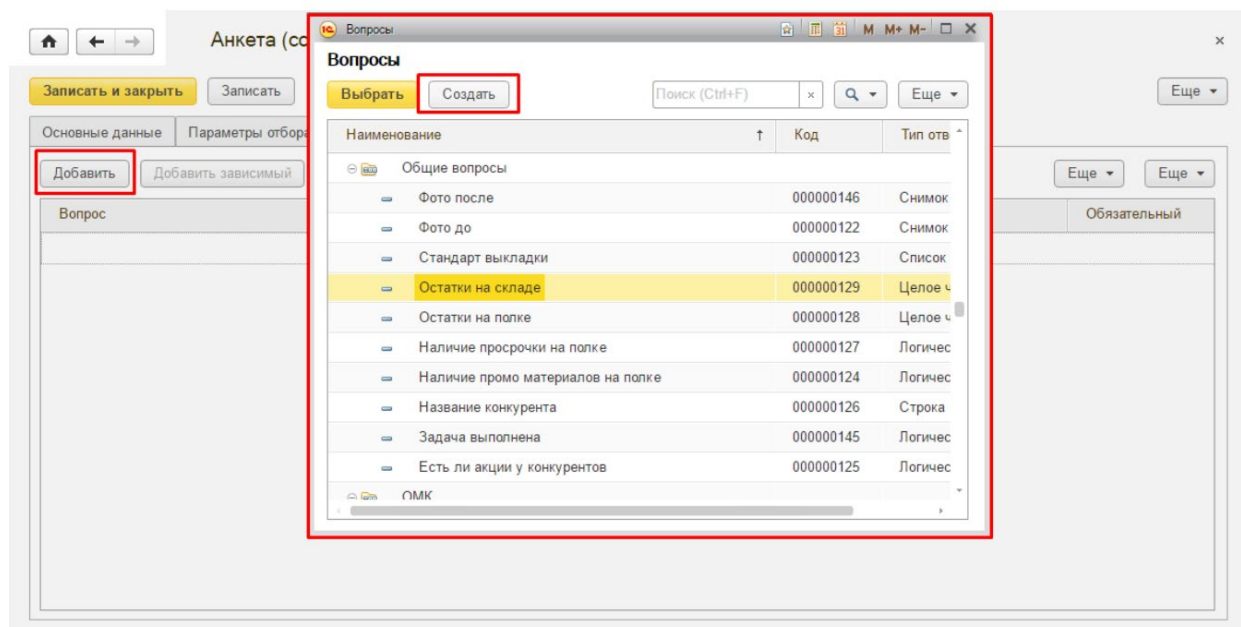 Анкета (со
Записать и закрыть Записать Еще
Основные данные Параметры отбора
Добавить Добавить зависимый Еще Еще
Вопрос Обязательный
1С Вопросы M M+ M-
Вопросы
Выбрать Создать Поиск (Ctrl+F) Еще
Наименование Код Тип отв
Общие вопросы
Фото после 000000146 Снимок
Фото до 000000122 Снимок
Стандарт выкладки 000000123 Список
Остатки на складе 000000129 Целое ч
Остатки на полке 000000128 Целое ч
Наличие просрочки на полке 000000127 Логичес
Наличие промо материалов на полке 000000124 Логичес
Название конкурента 000000126 Строка
Задача выполнена 000000145 Логичес
Есть ли акции у конкурентов 000000125 Логичес
ОМК